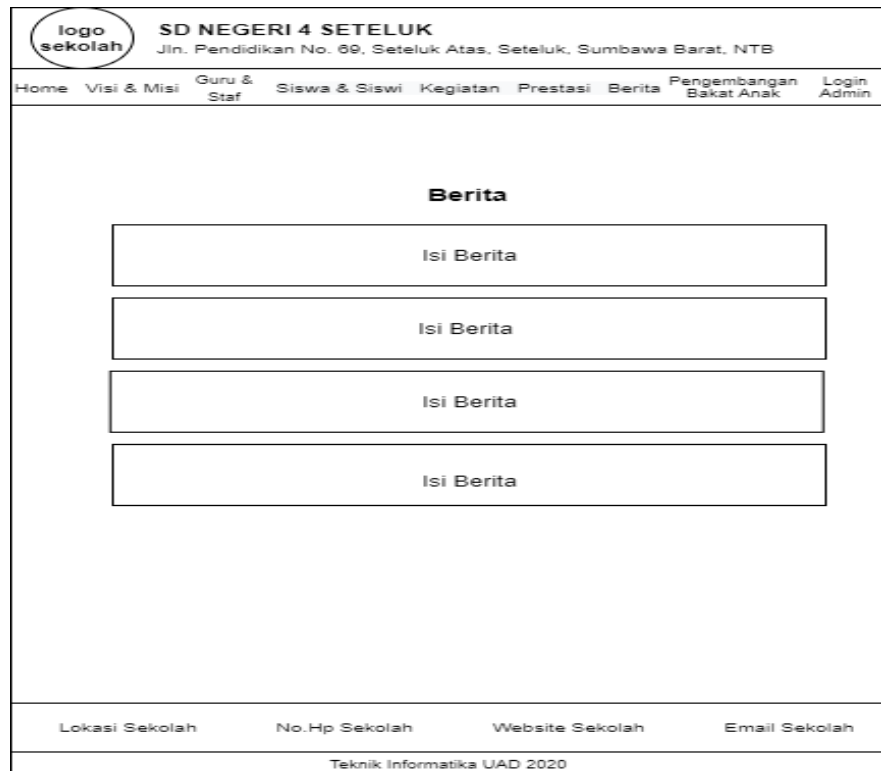 logo
sekolah
SD NEGERI 4 SETELUK
Jln. Pendidikan No. 69, Seteluk Atas, Seteluk, Sumbawa Barat, NTB
Home Visi & Misi Guru & Staf Siswa & Siswi Kegiatan Prestasi Berita Pengembangan Bakat Anak Login Admin
Berita
Isi Berita
Isi Berita
Isi Berita
Isi Berita
Lokasi Sekolah No.Hp Sekolah Website Sekolah Email Sekolah
Teknik Informatika UAD 2020